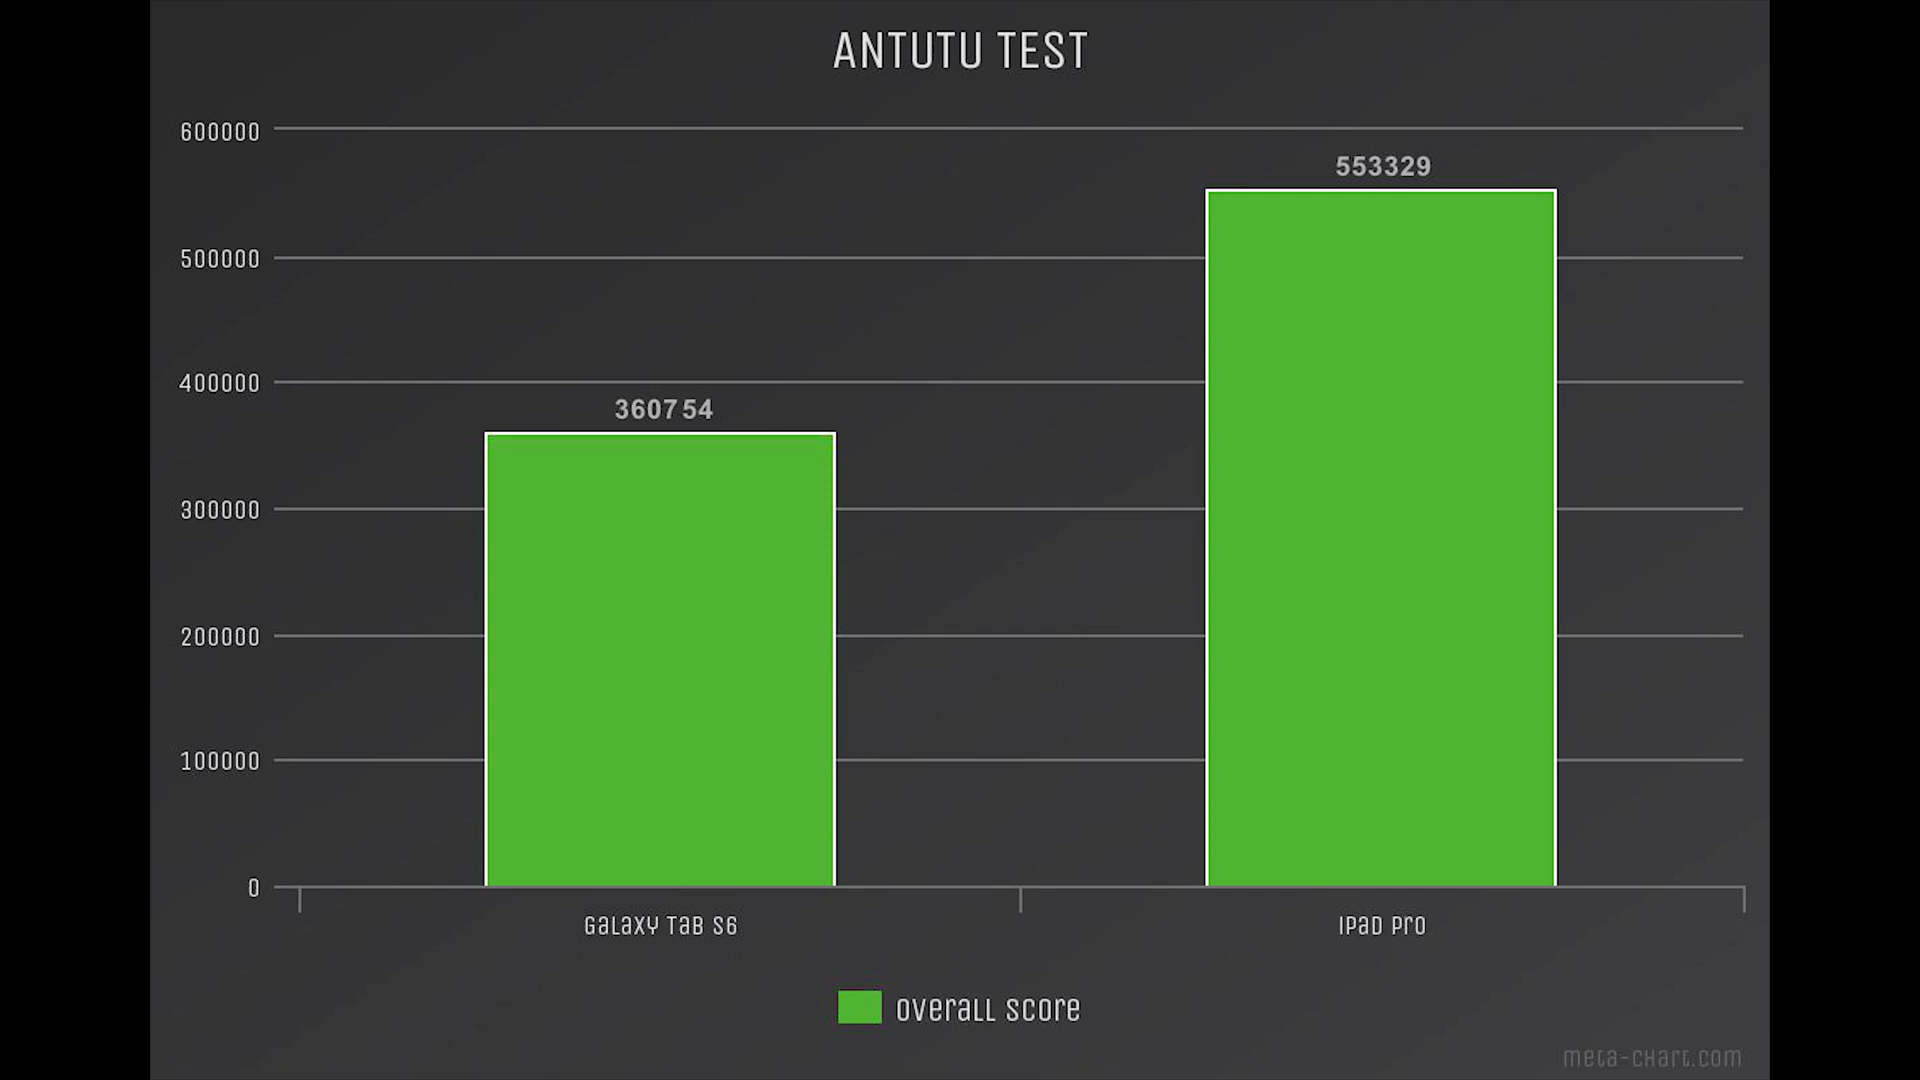 ANTUTU TEST
600000
553329
500000
400000
360754
300000
200000
100000
0
Galaxy Tab S6
iPad Pro
Overall score
meta-chart.com